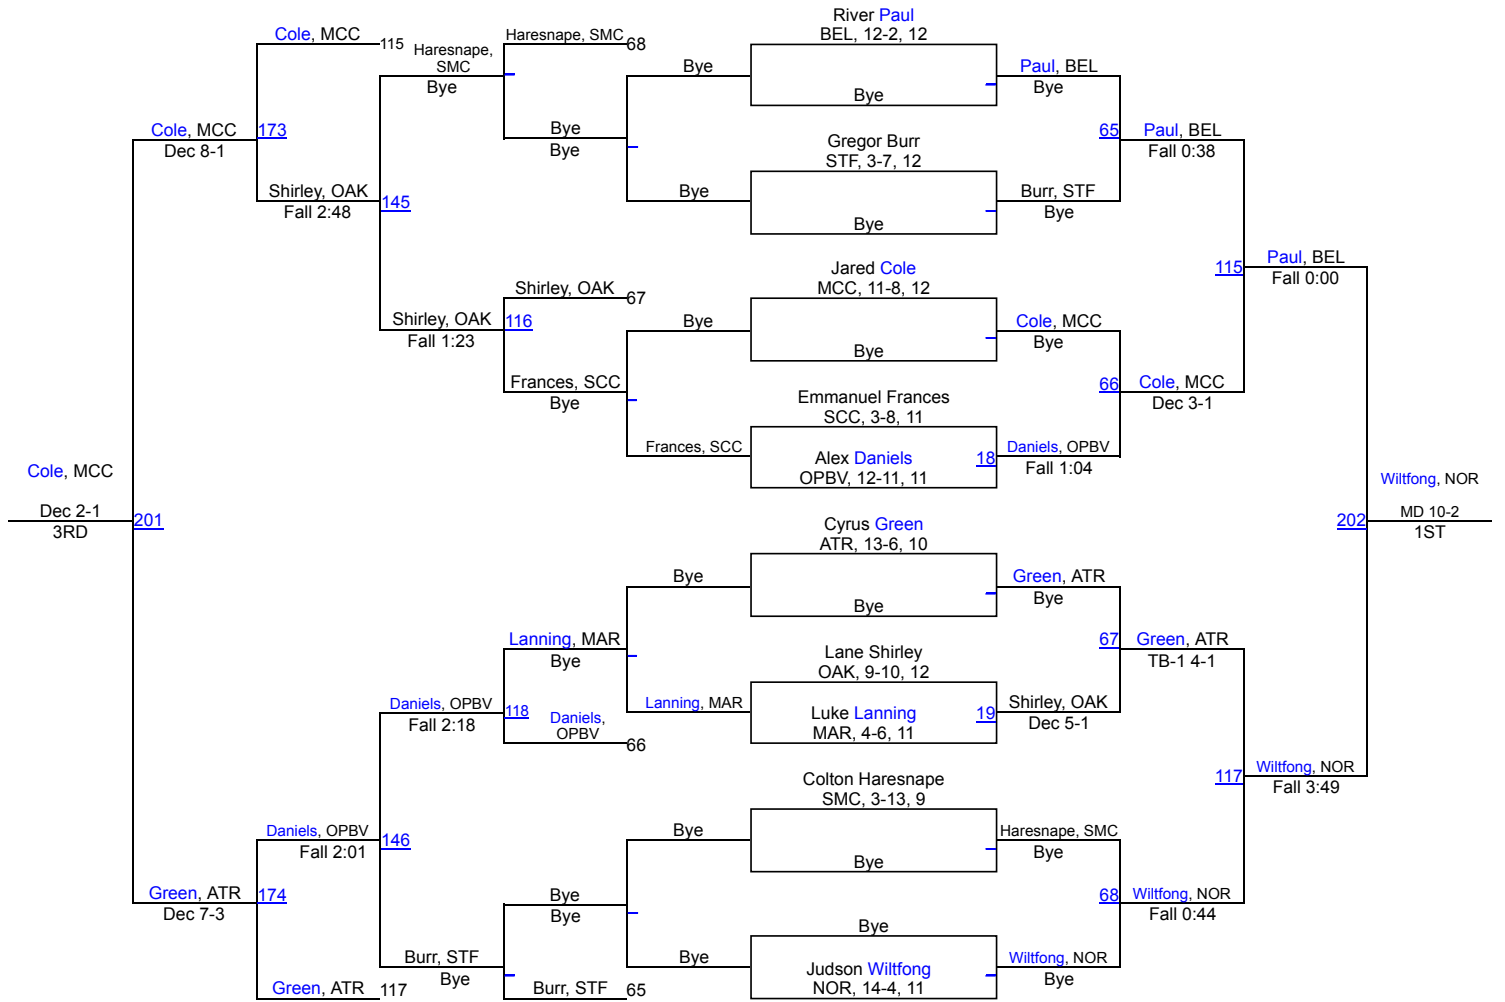 River Paul
BEL, 12-2, 12
Bye
Gregor Burr
STF, 3-7, 12
Bye
Jared Cole
MCC, 11-8, 12
Bye
Emmanuel Frances
SCC, 3-8, 11
Alex Daniels
OPBV, 12-11, 11
18
Cyrus Green
ATR, 13-6, 10
Bye
Lane Shirley
OAK, 9-10, 12
Luke Lanning
MAR, 4-6, 11
19
Colton Haresnape
SMC, 3-13, 9
Bye
Bye
Judson Wiltfong
NOR, 14-4, 11
Paul, BEL
Bye
65
Burr, STF
Bye
Cole, MCC
Bye
66
Daniels, OPBV
Fall 1:04
Green, ATR
Bye
67
Shirley, OAK
Dec 5-1
Haresnape, SMC
Bye
68
Wiltfong, NOR
Bye
Paul, BEL
Fall 0:38
115
Cole, MCC
Dec 3-1
Green, ATR
TB-1 4-1
117
Wiltfong, NOR
Fall 0:44
Paul, BEL
Fall 0:00
202
Wiltfong, NOR
Fall 3:49
Wiltfong, NOR
MD 10-2
1ST
Bye
Bye
Bye
Frances, SCC
Bye
Lanning, MAR
Bye
Bye
Haresnape, SMC
68
Bye
Bye
Shirley, OAK
67
Frances, SCC
Bye
Lanning, MAR
Bye
Daniels,
OPBV
66
Bye
Bye
Burr, STF
65
Haresnape,
SMC
Bye
Shirley, OAK
116
Fall 1:23
Daniels, OPBV
118
Fall 2:18
Burr, STF
Bye
Cole, MCC
115
Shirley, OAK
145
Fall 2:48
Daniels, OPBV
146
Fall 2:01
Green, ATR
117
Cole, MCC
173
Dec 8-1
Green, ATR
174
Dec 7-3
Cole, MCC
Dec 2-1
201
3RD